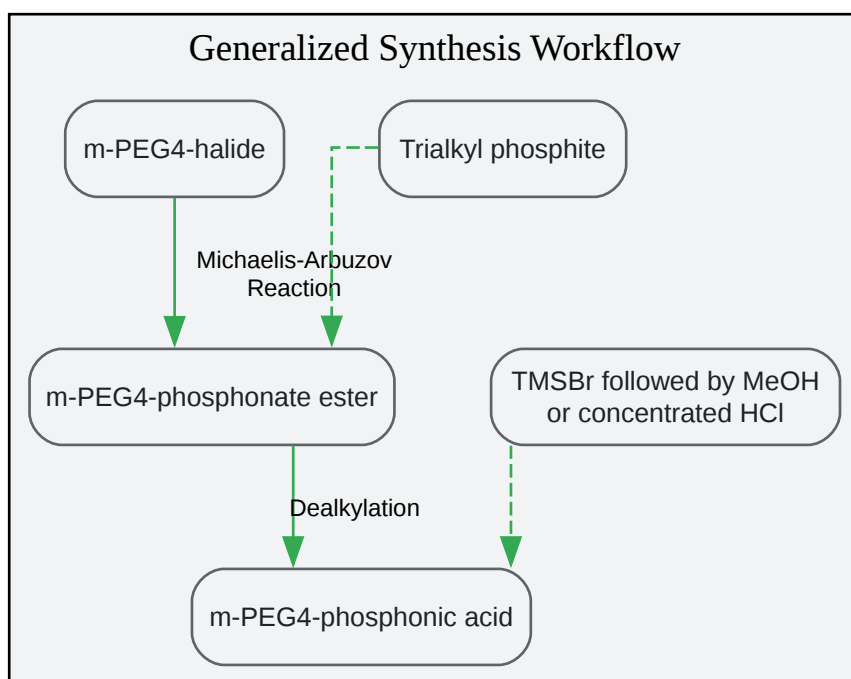 Generalized Synthesis Workflow
m-PEG4-halide
Trialkyl phosphite
Michaelis-Arbuzov
Reaction
m-PEG4-phosphonate ester
TMSBr followed by MeOH
or concentrated HCl
Dealkylation
m-PEG4-phosphonic acid